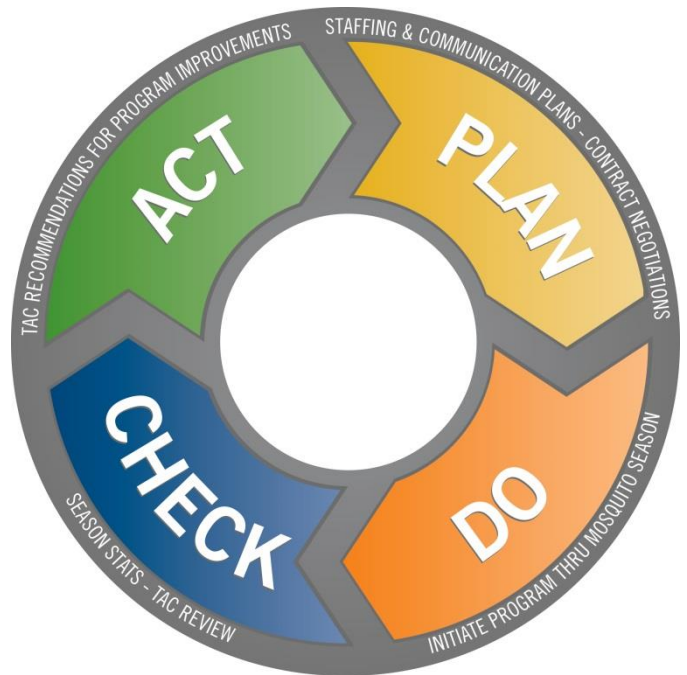 STAFFING & COMMUNICATION PLANS - CONTRACT NEGOTIATIONS
PLAN
DO
INITIATE PROGRAM THRU MOSQUITO SEASON
CHECK
SEASON STATS - TAC REVIEW
ACT
TAC RECOMMENDATIONS FOR PROGRAM IMPROVEMENTS